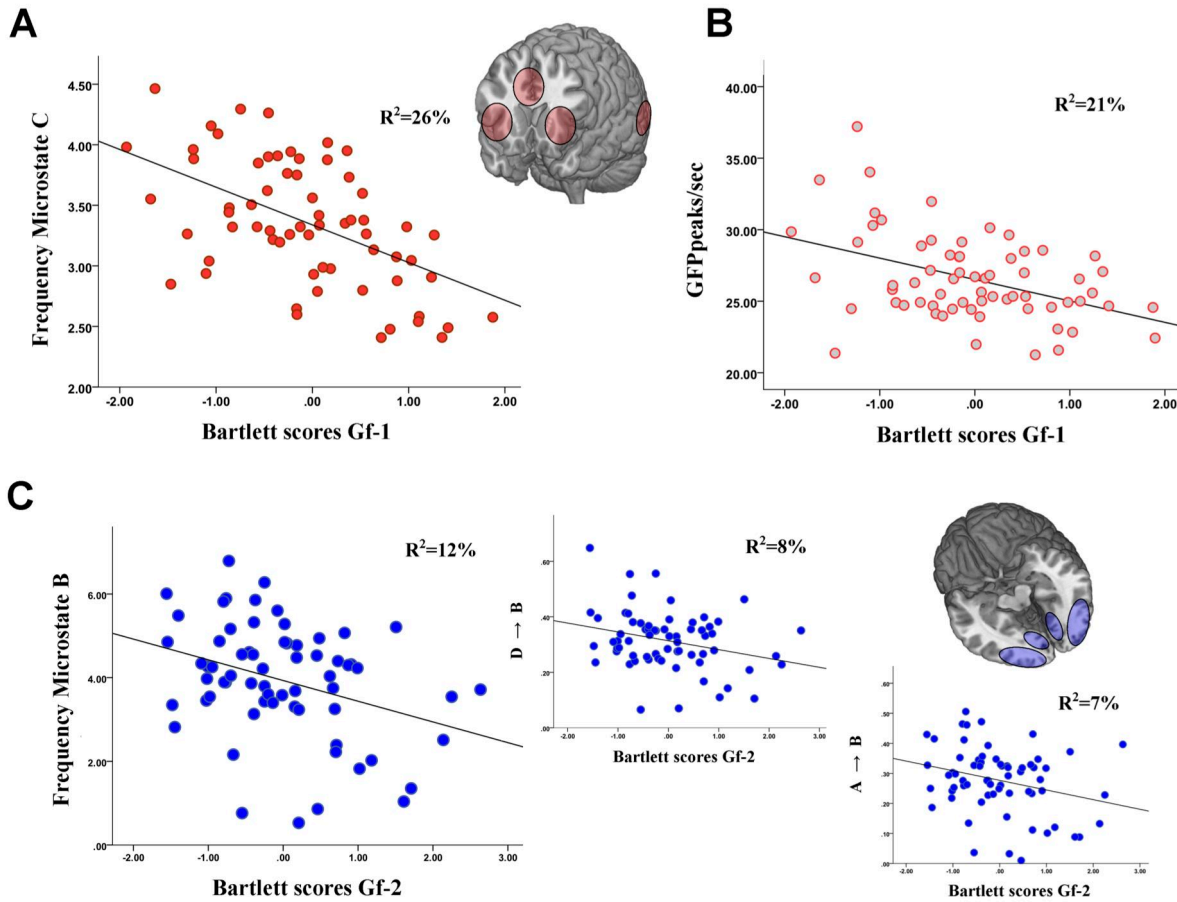 A
Frequency Microstate C
4.50
4.00
3.50
3.00
2.50
2.00
R²=26%
-2.00 -1.00 .00 1.00 2.00
Bartlett scores Gf-1
B
GFPpeaks/sec
40.00
35.00
30.00
25.00
20.00
R²=21%
-2.00 -1.00 .00 1.00 2.00
Bartlett scores Gf-1
C
Frequency Microstate B
6.00
4.00
2.00
.00
R²=12%
-2.00 -1.00 .00 1.00 2.00 3.00
Bartlett scores Gf-2
D → B
.60
.40
.20
.00
R²=8%
-2.00 -1.00 .00 1.00 2.00 3.00
Bartlett scores Gf-2
A → B
.60
.50
.40
.30
.20
.10
.00
R²=7%
-2.00 -1.00 .00 1.00 2.00 3.00
Bartlett scores Gf-2